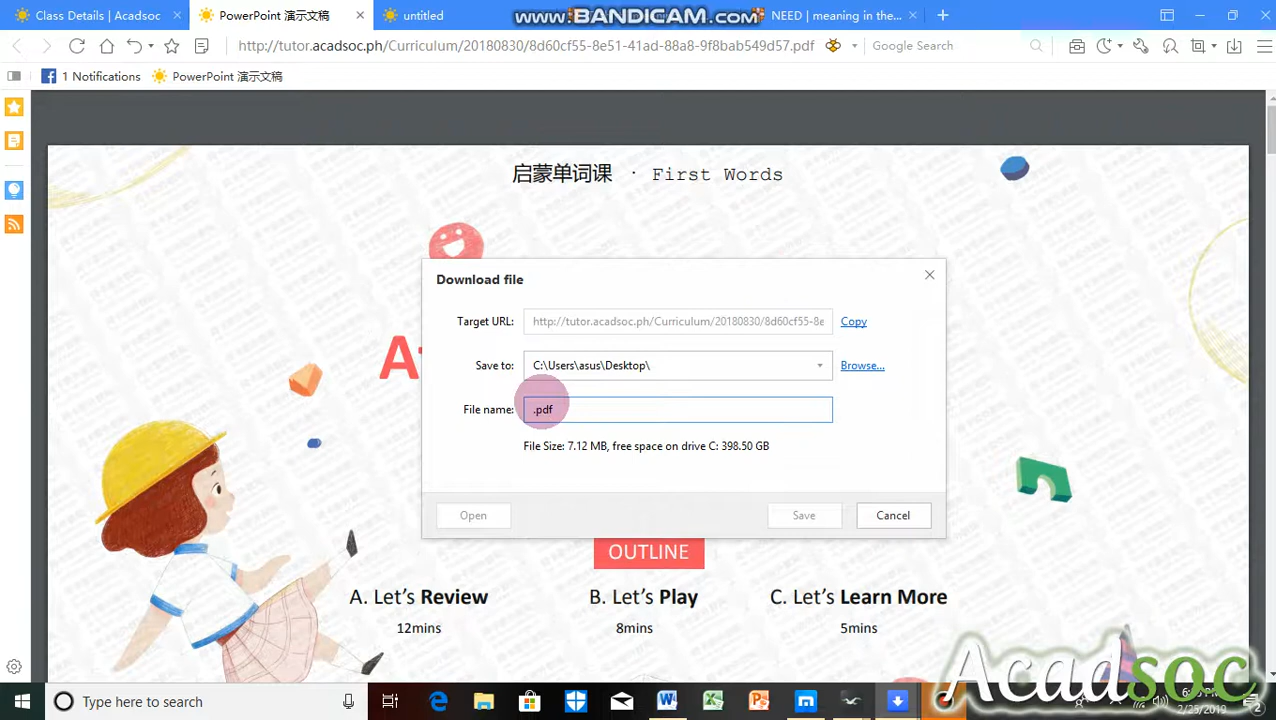 Class Details | Acadsoc
PowerPoint 演示文稿
untitled
www.BANDICAM.com
NEED | meaning in the...
http://tutor.acadsoc.ph/Curriculum/20180830/8d60cf55-8e51-41ad-88a8-9f8bab549d57.pdf
Google Search
1 Notifications
PowerPoint 演示文稿
启蒙单词课 · First Words
Download file
Target URL: http://tutor.acadsoc.ph/Curriculum/20180830/8d60cf55-8e Copy
Save to: C:\Users\asus\Desktop\ Browse...
File name: .pdf
File Size: 7.12 MB, free space on drive C: 398.50 GB
Open
Save
Cancel
OUTLINE
A. Let's Review
B. Let's Play
C. Let's Learn More
12mins
8mins
5mins
Acadsoc
Type here to search
2/25/2019
2